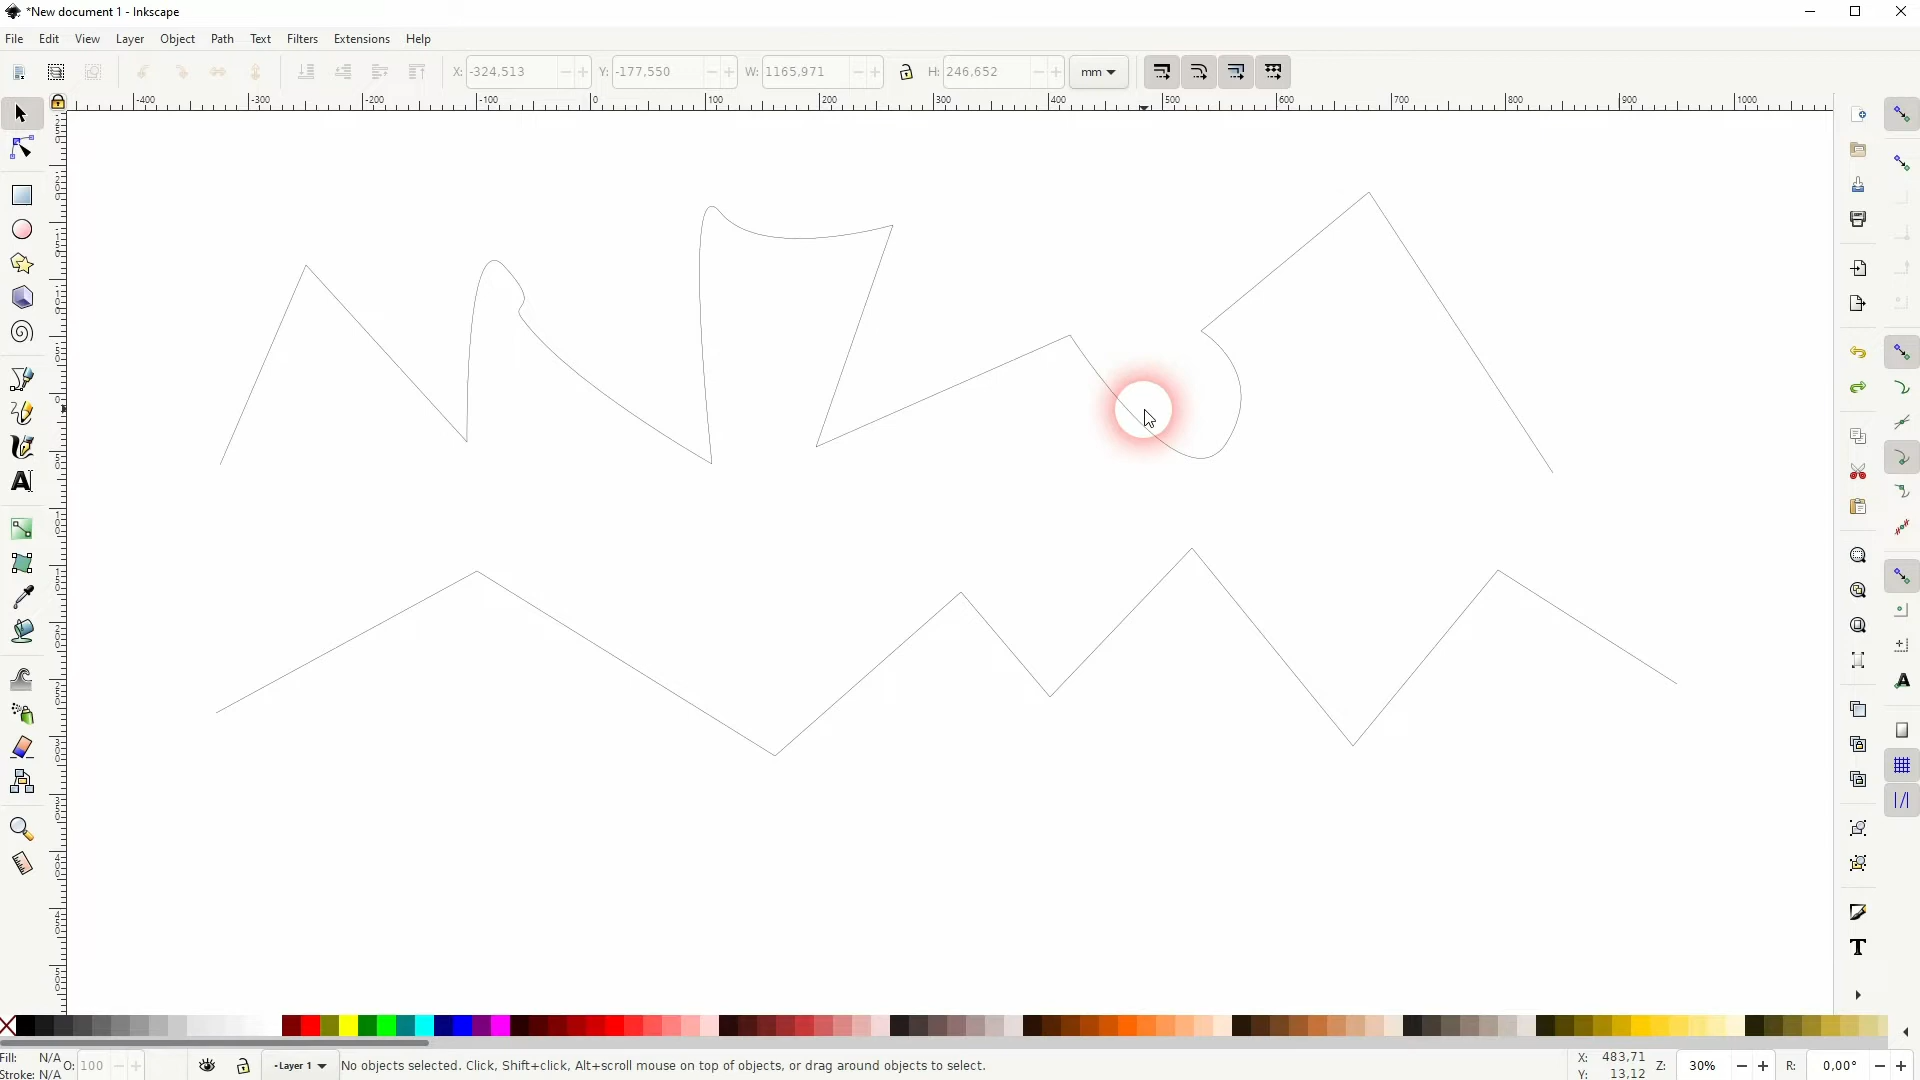 *New document 1 - Inkscape
File Edit View Layer Object Path Text Filters Extensions Help
X: -324,513 Y: -177,550 W: 1165,971 H: 246,652 mm
-400 -300 -200 -100 0 100 200 300 400 500 600 700 800 900 1000
Fill: N/A O: 100 -Layer 1 No objects selected. Click, Shift+click, Alt+scroll mouse on top of objects, or drag around objects to select. X: 483,71 Z: 30% R: 0,00°
Stroke: N/A Y: 13,12